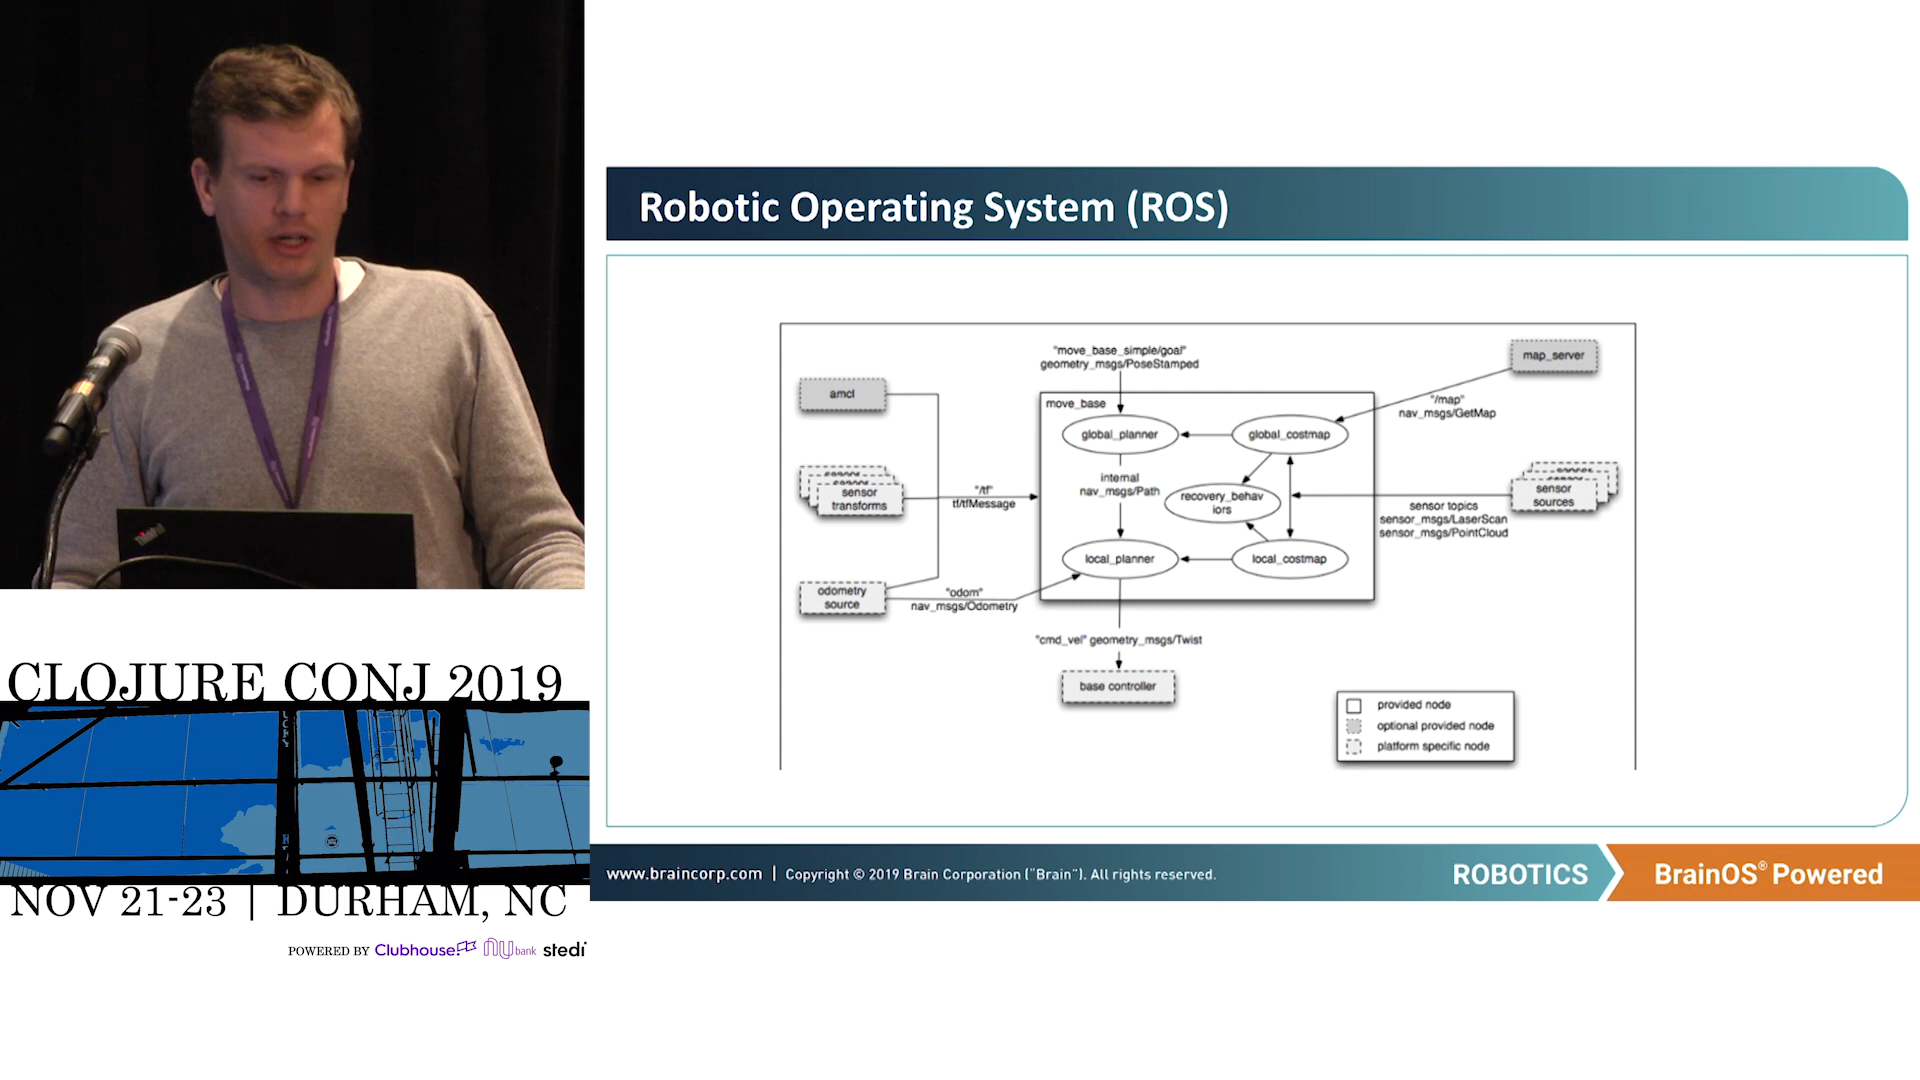 Robotic Operating System (ROS)
"move_base_simple/goal"
geometry_msgs/PoseStamped
map_server
amcl
move_base
"/map"
nav_msgs/GetMap
global_planner
global_costmap
sensor
transforms
"/tf"
tf/tfMessage
internal
nav_msgs/Path
recovery_behav
iors
sensor topics
sensor_msgs/LaserScan
sensor_msgs/PointCloud
sensor
sources
local_planner
local_costmap
odometry
source
"odom"
nav_msgs/Odometry
"cmd_vel" geometry_msgs/Twist
base controller
provided node
optional provided node
platform specific node
www.braincorp.com | Copyright © 2019 Brain Corporation ("Brain"). All rights reserved.
ROBOTICS
BrainOS® Powered
CLOJURE CONJ 2019
NOV 21-23 | DURHAM, NC
POWERED BY Clubhouse nu bank stedi